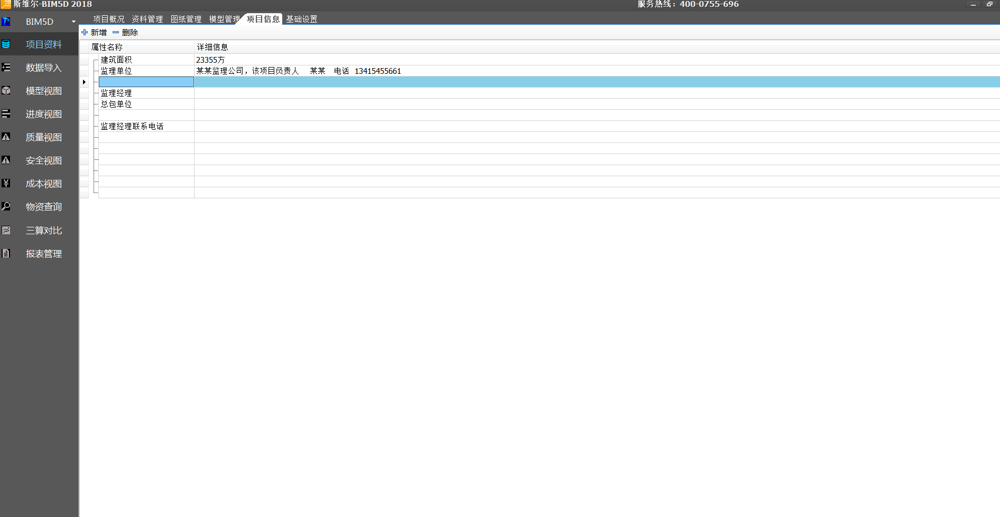 斯维尔-BIM5D 2018
服务热线：400-0755-696
BIM5D
项目概况 资料管理 图纸管理 模型管理 项目信息 基础设置
新增 删除
项目资料
属性名称 详细信息
建筑面积 23355方
监理单位 某某监理公司，该项目负责人 某某 电话 13415455661
监理经理
总包单位
监理经理联系电话
数据导入
模型视图
进度视图
质量视图
安全视图
成本视图
物资查询
三算对比
报表管理